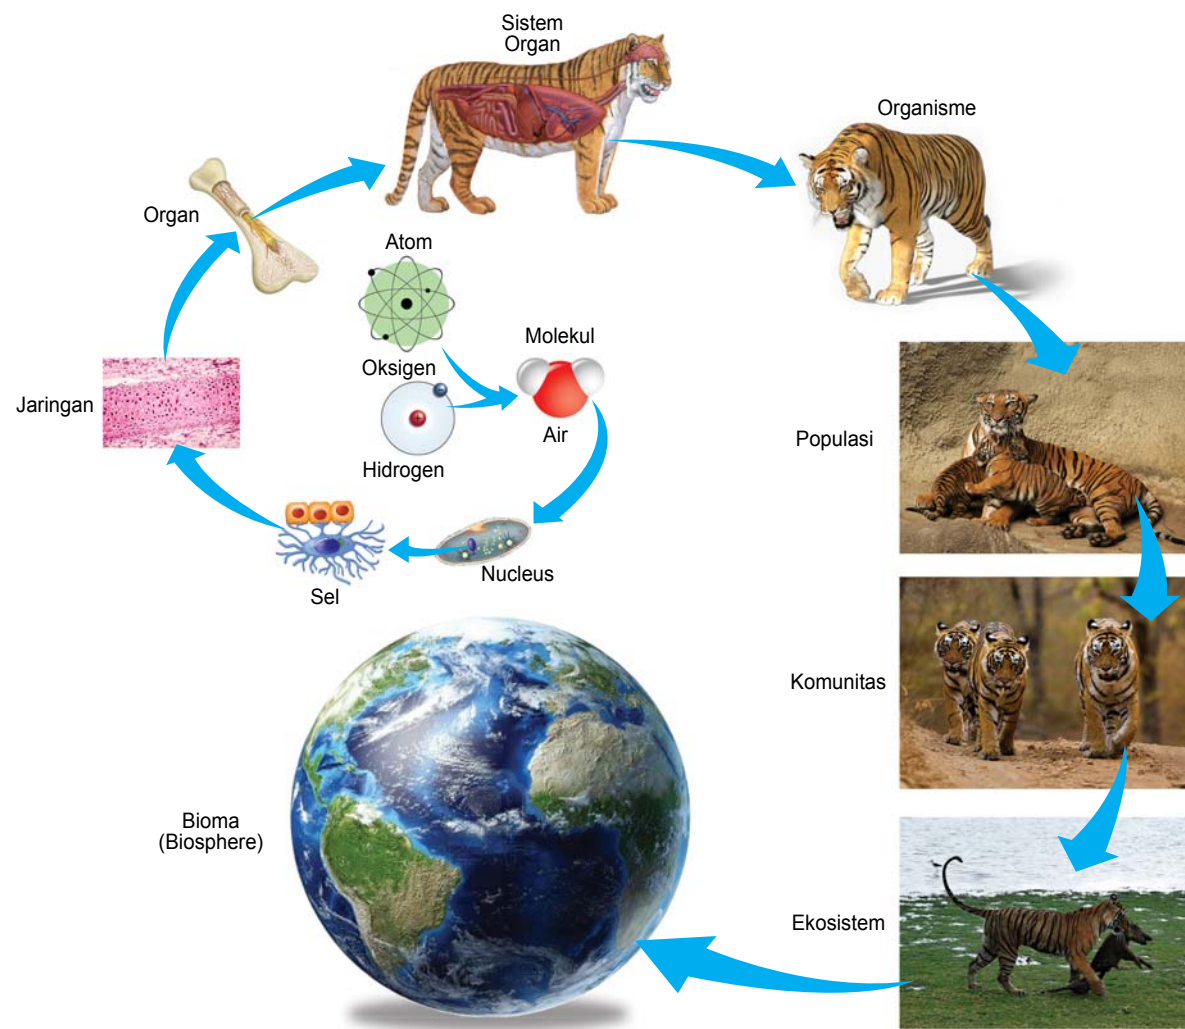 Sistem
Organ
Organisme
Organ
Atom
Molekul
Oksigen
Jaringan
Air
Populasi
Hidrogen
Nucleus
Sel
Komunitas
Bioma
(Biosphere)
Ekosistem